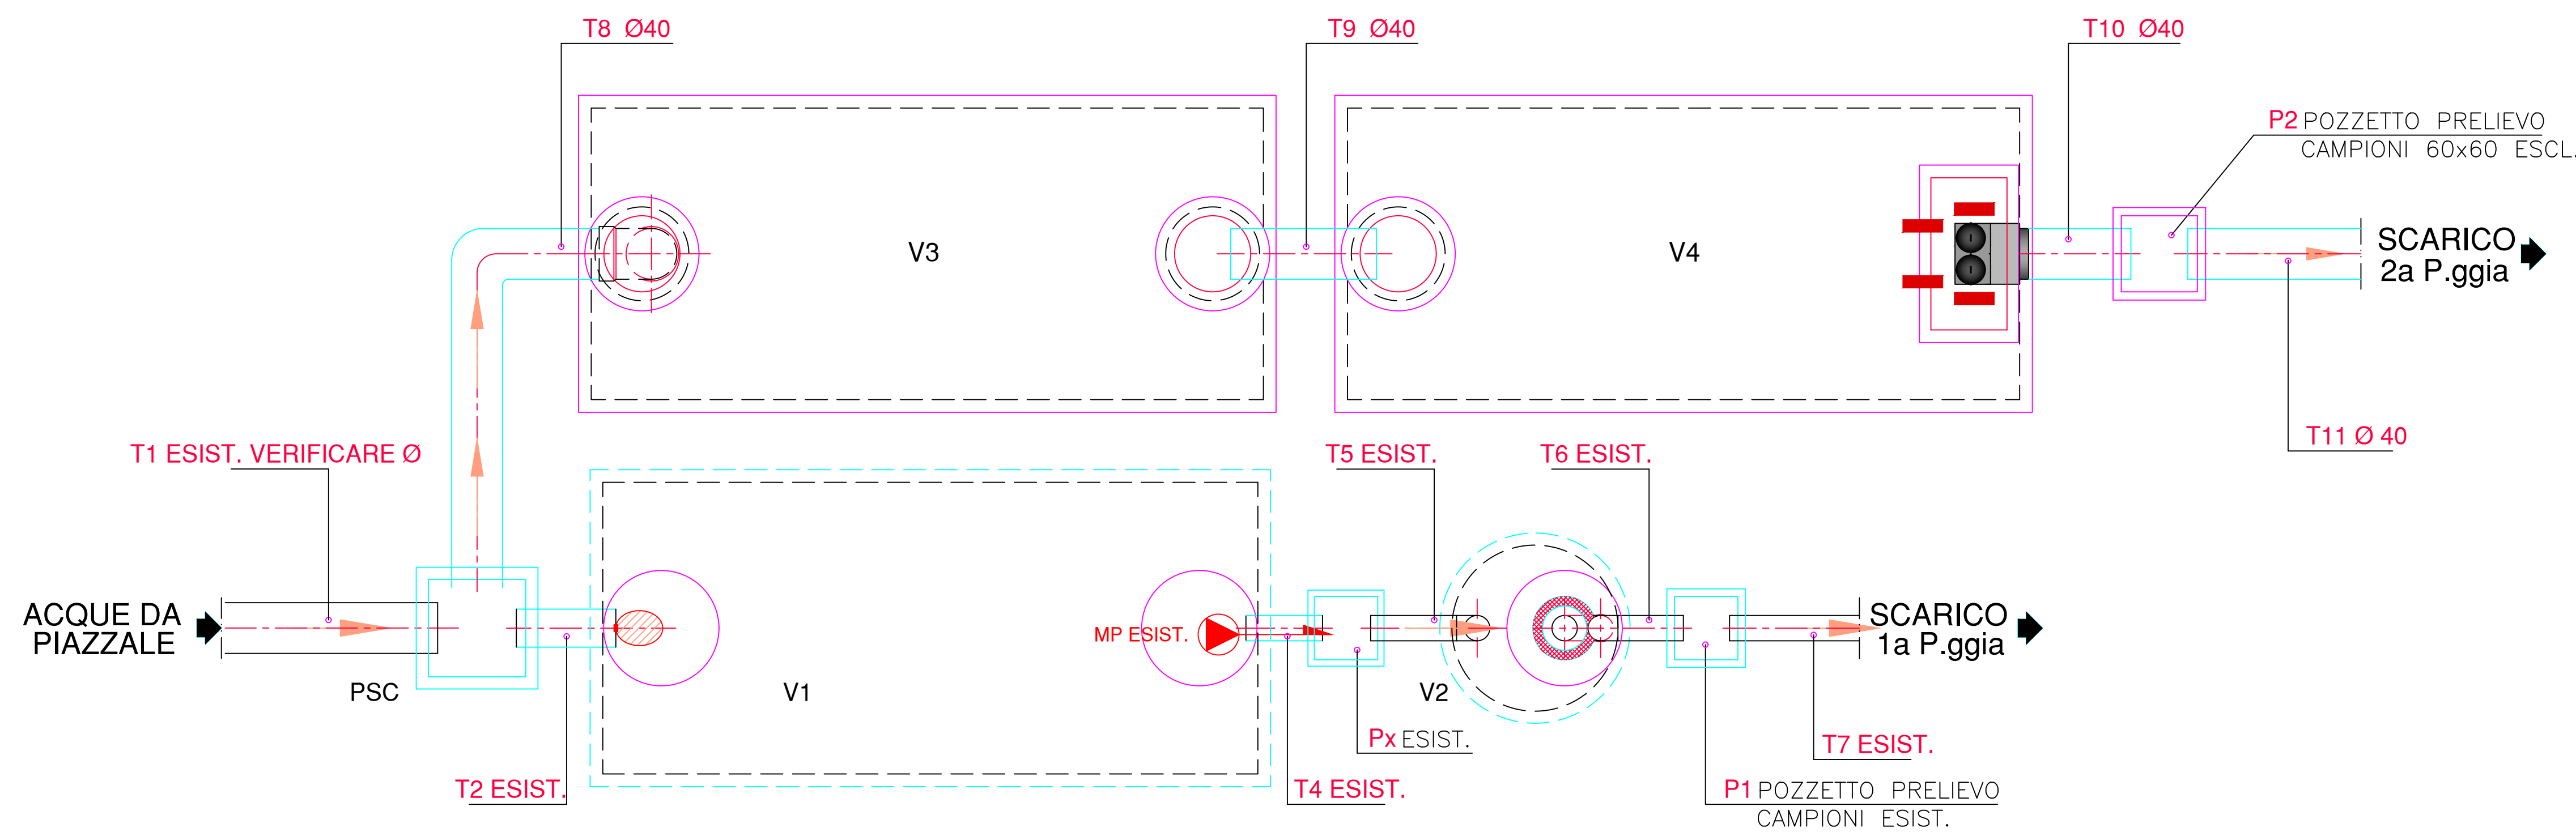 T8 Ø40
T9 Ø40
T10 Ø40
P2 POZZETTO PRELIEVO
CAMPIONI 60x60 ESCL.
V3
V4
SCARICO
2a P.ggia
T11 Ø 40
T1 ESIST. VERIFICARE Ø
T5 ESIST.
T6 ESIST.
ACQUE DA
PIAZZALE
MP ESIST.
SCARICO
1a P.ggia
PSC
V1
V2
Px ESIST.
T7 ESIST.
T2 ESIST.
T4 ESIST.
P1 POZZETTO PRELIEVO
CAMPIONI ESIST.